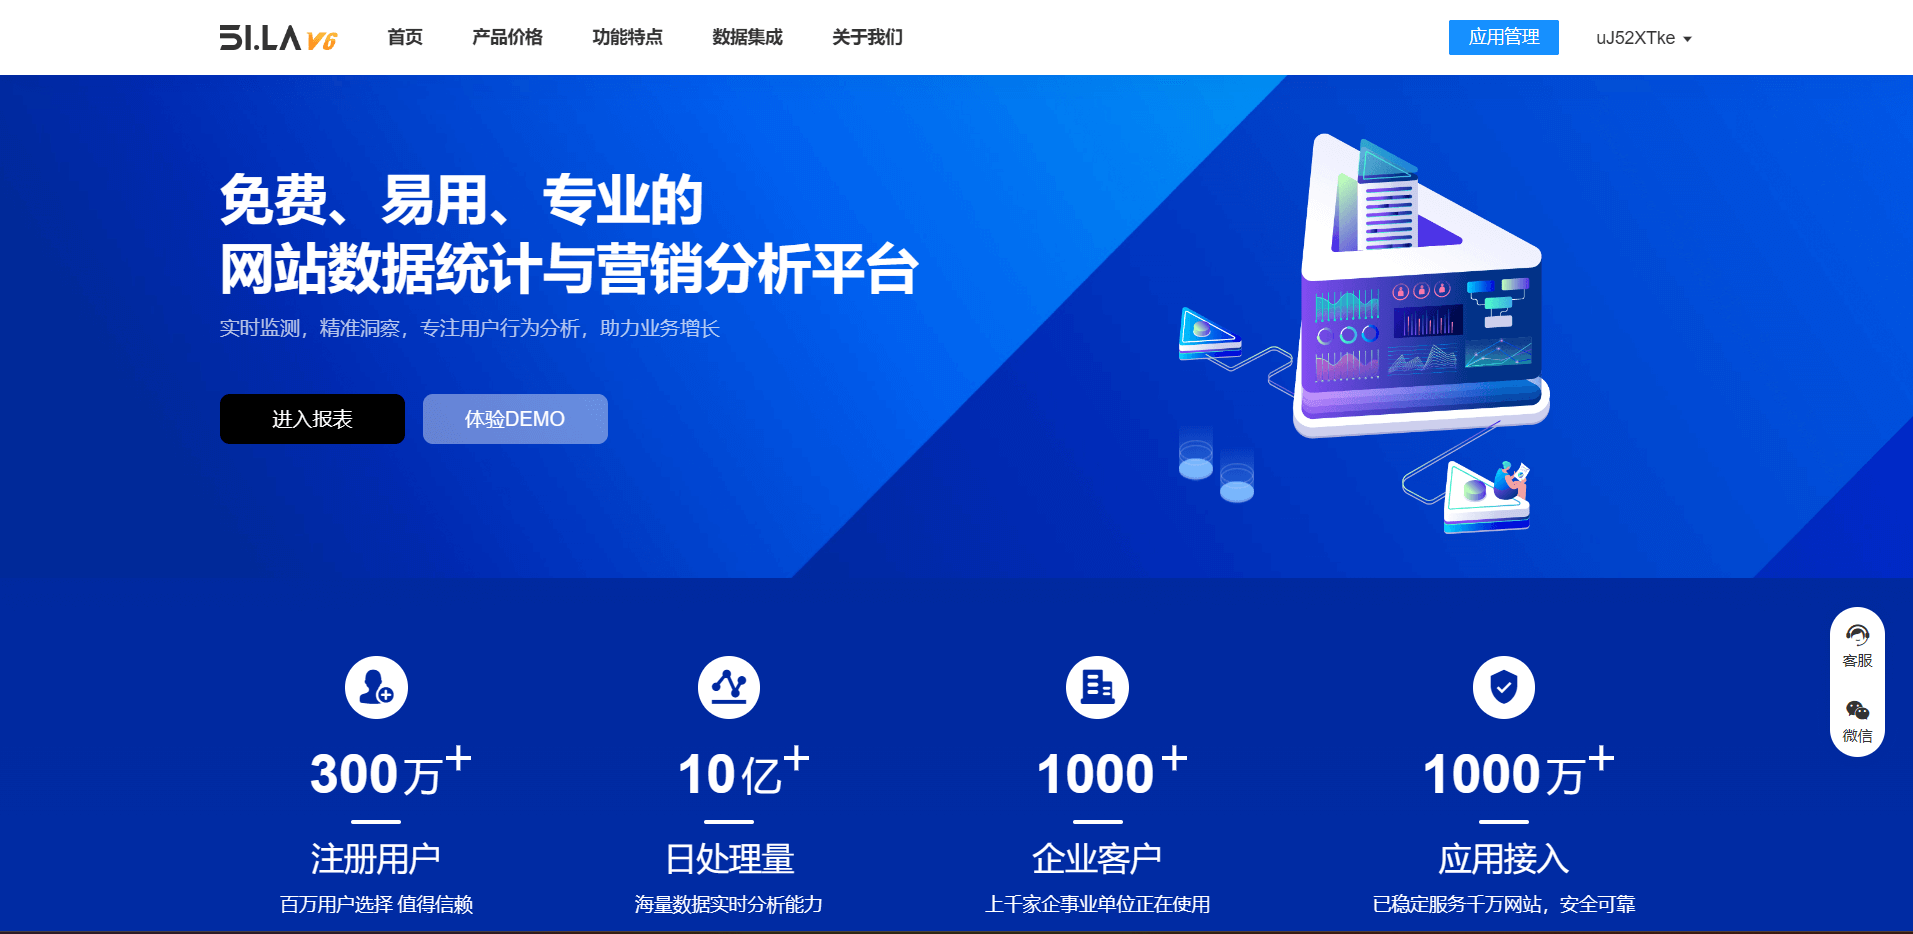 51.LA V6
首页 产品价格 功能特点 数据集成 关于我们 应用管理 uJ52XTke
免费、易用、专业的
网站数据统计与营销分析平台
实时监测，精准洞察，专注用户行为分析，助力业务增长
进入报表 体验DEMO
客服
微信
300万+ 10亿+ 1000+ 1000万+
注册用户 日处理量 企业客户 应用接入
百万用户选择 值得信赖 海量数据实时分析能力 上千家企事业单位正在使用 已稳定服务千万网站，安全可靠